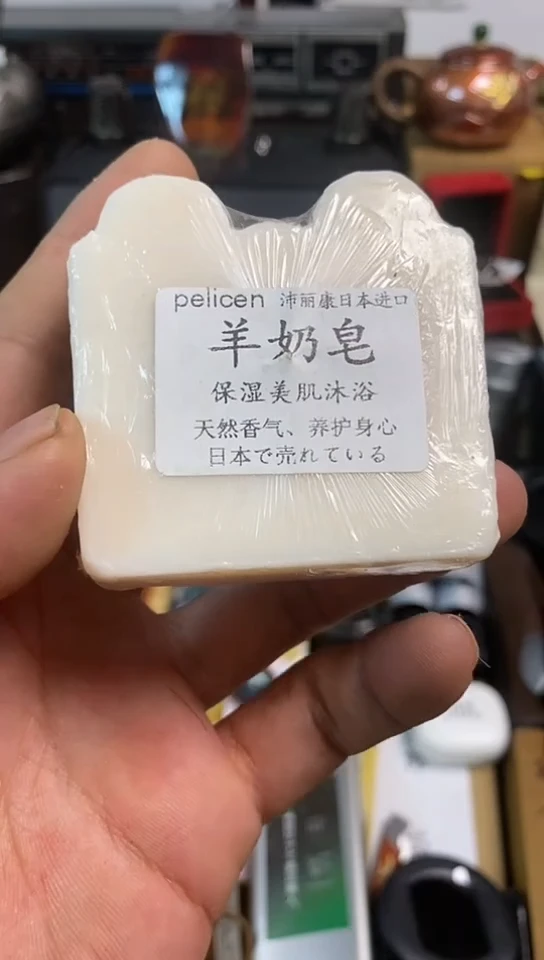 pelicen 沛丽康日本进口
羊奶皂
保湿美肌沐浴
天然香气、养护身心
日本で売れている